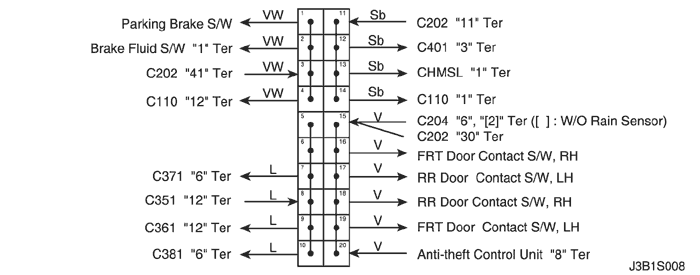 Parking Brake S/W VW 1 11 Sb C202 "11" Ter
Brake Fluid S/W "1" Ter VW 2 12 Sb C401 "3" Ter
C202 "41" Ter VW 3 13 Sb CHMSL "1" Ter
C110 "12" Ter VW 4 14 Sb C110 "1" Ter
5 15 V C204 "6", "[2]" Ter ([ ] : W/O Rain Sensor)
C202 "30" Ter
6 16 V FRT Door Contact S/W, RH
C371 "6" Ter L 7 17 V RR Door Contact S/W, LH
C351 "12" Ter L 8 18 V RR Door Contact S/W, RH
C361 "12" Ter L 9 19 V FRT Door Contact S/W, LH
C381 "6" Ter L 10 20 V Anti-theft Control Unit "8" Ter
J3B1S008